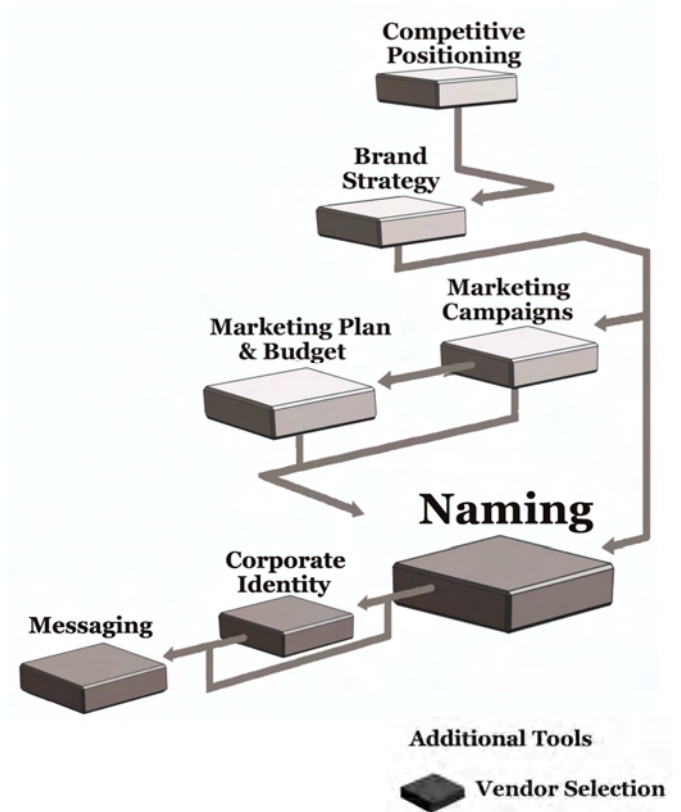 Competitive
Positioning
Brand
Strategy
Marketing
Campaigns
Marketing Plan
& Budget
Naming
Corporate
Identity
Messaging
Additional Tools
Vendor Selection